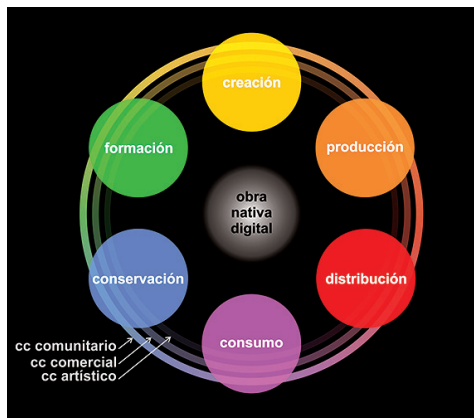 creación
formación
producción
obra
nativa
digital
conservación
distribución
consumo
cc comunitario
cc comercial
cc artístico